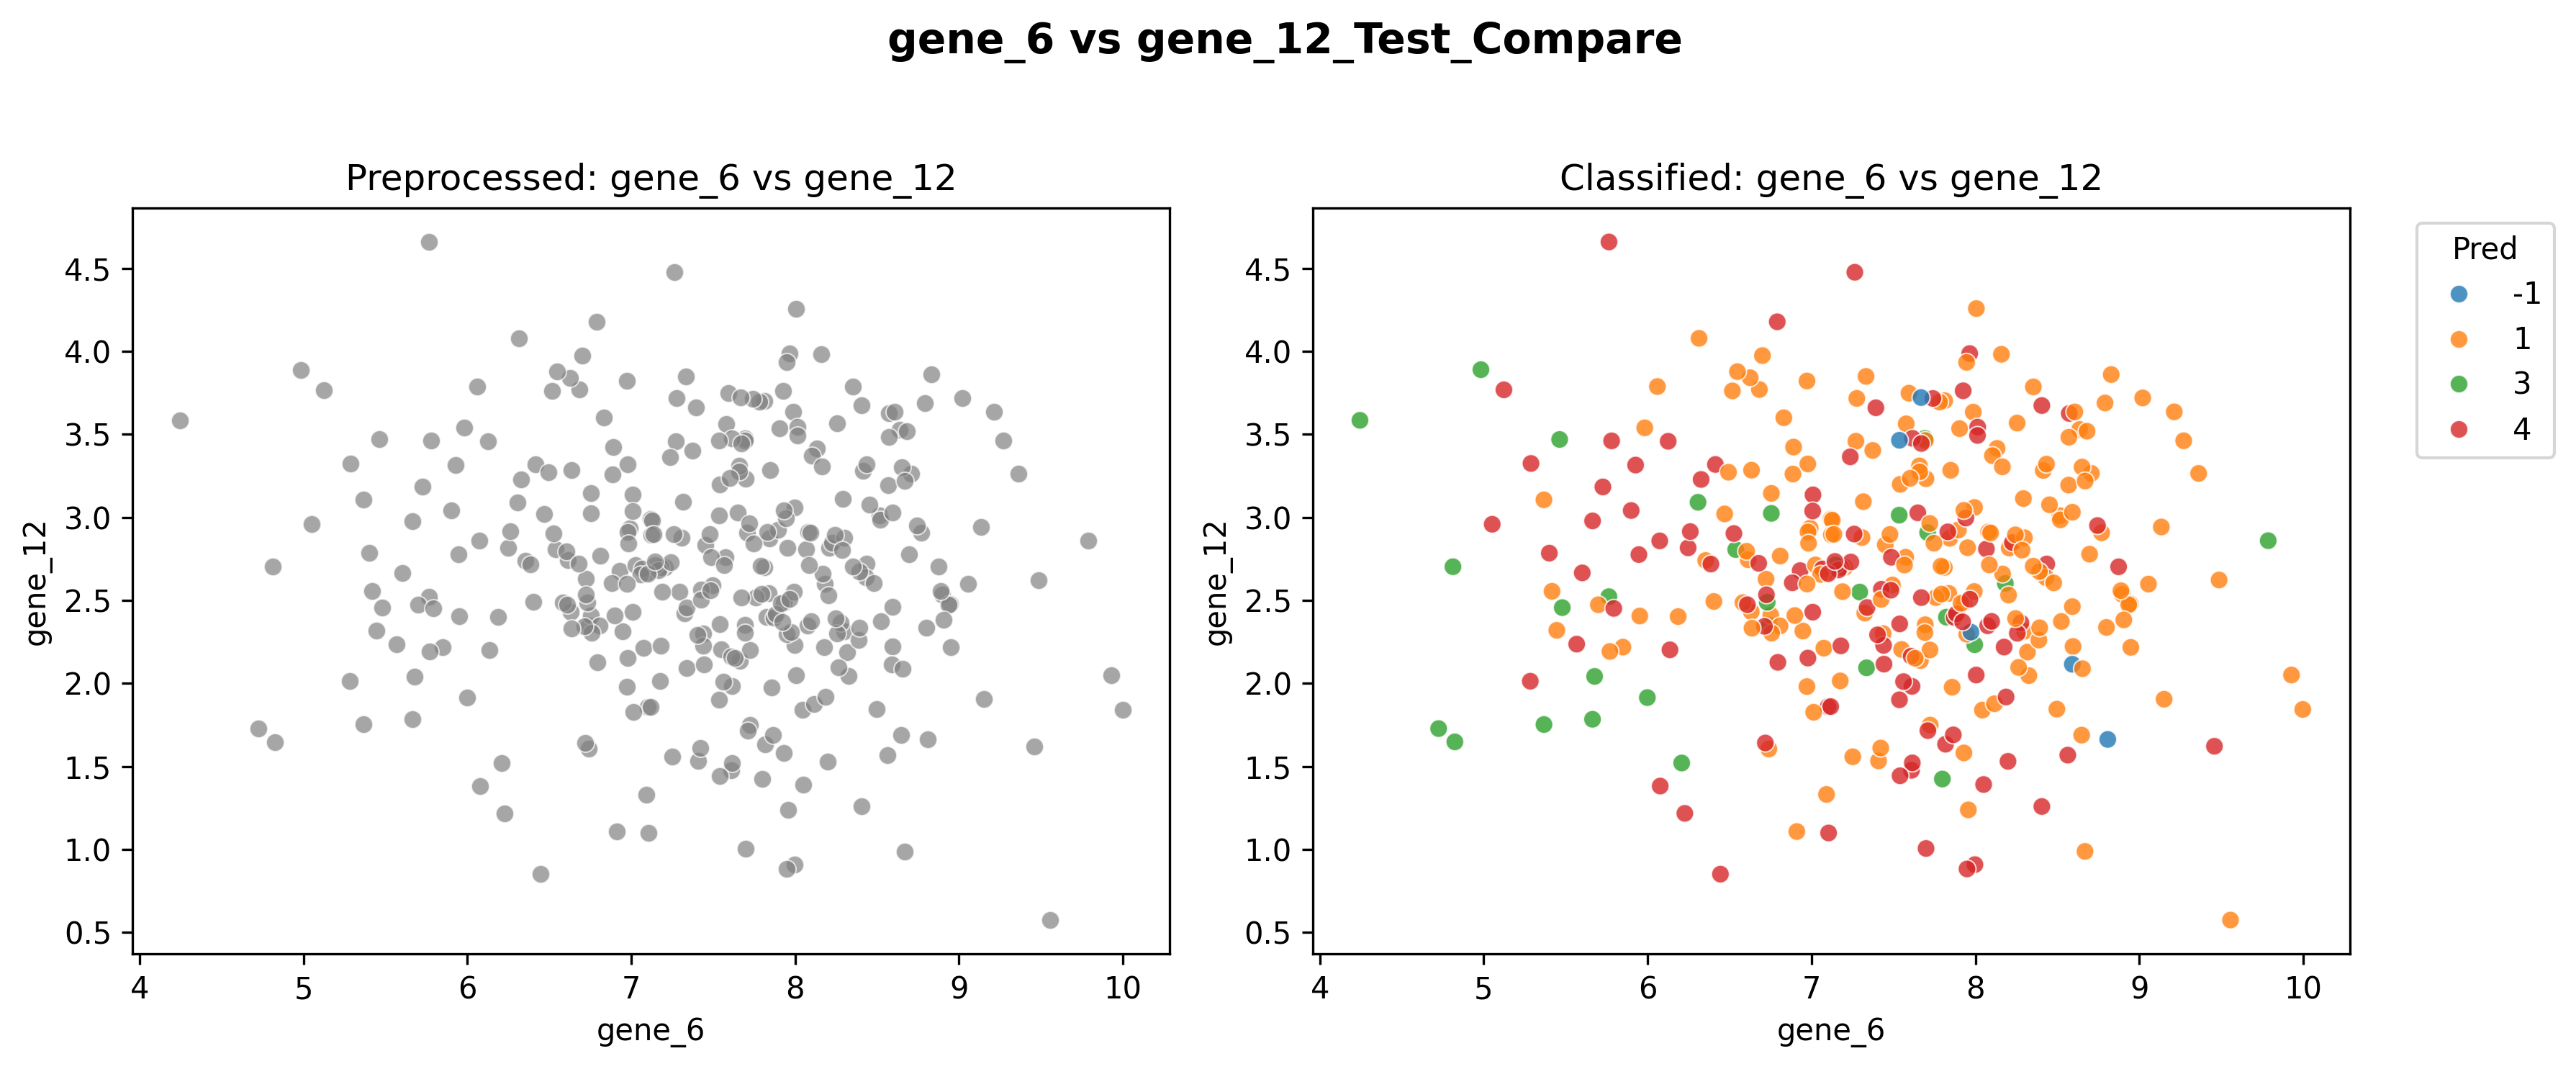 gene_6 vs gene_12_Test_Compare
Preprocessed: gene_6 vs gene_12
4.5
4.0
3.5
3.0
2.5
2.0
1.5
1.0
0.5
gene_12
4 5 6 7 8 9 10
gene_6
Classified: gene_6 vs gene_12
4.5
4.0
3.5
3.0
2.5
2.0
1.5
1.0
0.5
gene_12
4 5 6 7 8 9 10
gene_6
Pred
-1
1
3
4